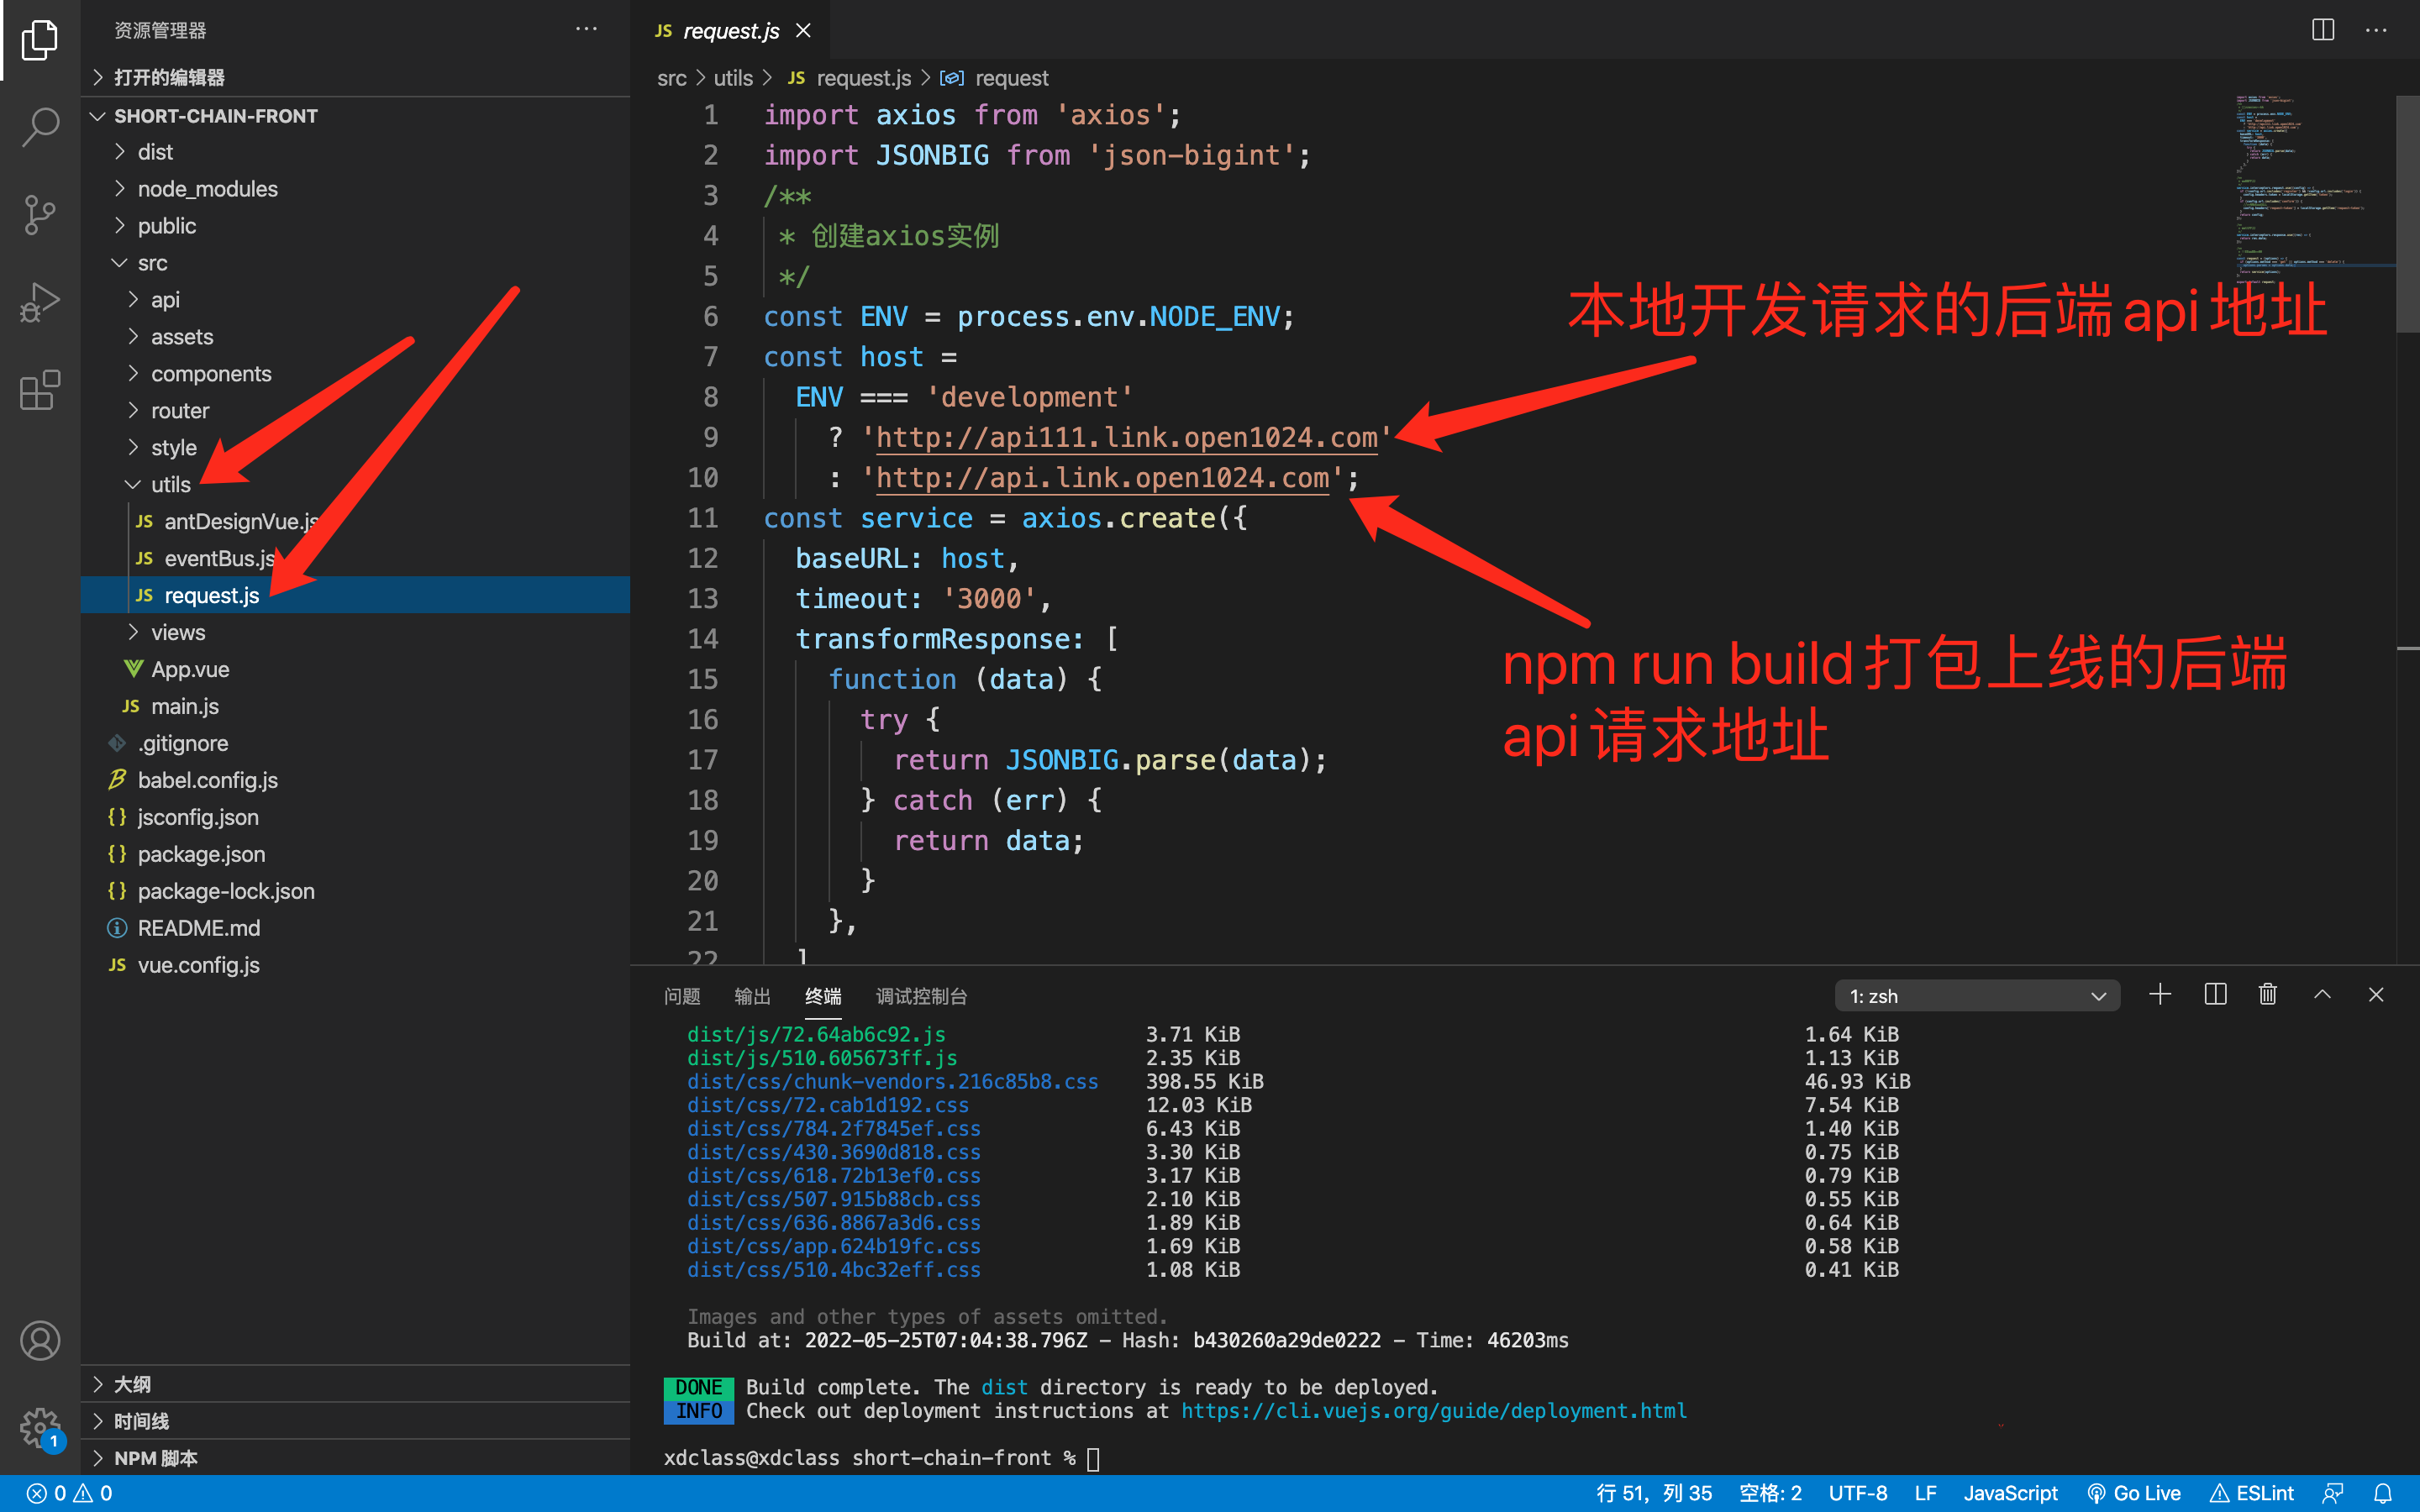 资源管理器
打开的编辑器
SHORT-CHAIN-FRONT
dist
node_modules
public
src
api
assets
components
router
style
utils
JS antDesignVue.js
JS eventBus.js
JS request.js
views
App.vue
JS main.js
.gitignore
babel.config.js
{} jsconfig.json
{} package.json
{} package-lock.json
README.md
JS vue.config.js
大纲
时间线
NPM 脚本
JS request.js
src > utils > JS request.js > request
1 import axios from 'axios';
2 import JSONBIG from 'json-bigint';
3 /**
4 * 创建axios实例
5 */
6 const ENV = process.env.NODE_ENV;
7 const host =
8 ENV === 'development'
9 ? 'http://api111.link.open1024.com'
10 : 'http://api.link.open1024.com';
11 const service = axios.create({
12 baseURL: host,
13 timeout: '3000',
14 transformResponse: [
15 function (data) {
16 try {
17 return JSONBIG.parse(data);
18 } catch (err) {
19 return data;
20 }
21 },
22 ]
本地开发请求的后端api地址
npm run build打包上线的后端
api请求地址
问题 输出 终端 调试控制台 1: zsh
dist/js/72.64ab6c92.js 3.71 KiB 1.64 KiB
dist/js/510.605673ff.js 2.35 KiB 1.13 KiB
dist/css/chunk-vendors.216c85b8.css 398.55 KiB 46.93 KiB
dist/css/72.cab1d192.css 12.03 KiB 7.54 KiB
dist/css/784.2f7845ef.css 6.43 KiB 1.40 KiB
dist/css/430.3690d818.css 3.30 KiB 0.75 KiB
dist/css/618.72b13ef0.css 3.17 KiB 0.79 KiB
dist/css/507.915b88cb.css 2.10 KiB 0.55 KiB
dist/css/636.8867a3d6.css 1.89 KiB 0.64 KiB
dist/css/app.624b19fc.css 1.69 KiB 0.58 KiB
dist/css/510.4bc32eff.css 1.08 KiB 0.41 KiB
Images and other types of assets omitted.
Build at: 2022-05-25T07:04:38.796Z - Hash: b430260a29de0222 - Time: 46203ms
DONE Build complete. The dist directory is ready to be deployed.
INFO Check out deployment instructions at https://cli.vuejs.org/guide/deployment.html
xdclass@xdclass short-chain-front %
1
0 0 行 51，列 35 空格: 2 UTF-8 LF JavaScript Go Live ESLint